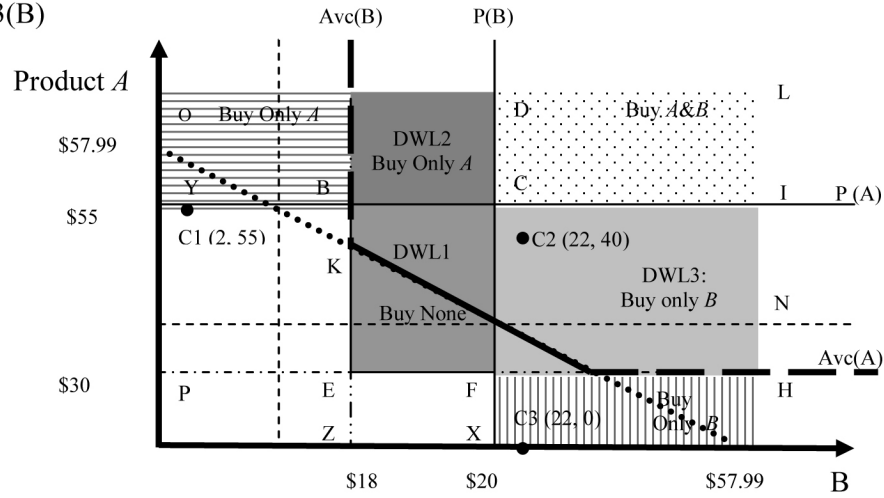 3(B)
Avc(B)
P(B)
Product A
L
O
Buy Only A
D
Buy A&B
DWL2
Buy Only A
$57.99
Y
B
C
I
P (A)
$55
C1 (2, 55)
C2 (22, 40)
DWL1
K
DWL3:
Buy only B
Buy None
N
Avc(A)
$30
P
E
F
H
Buy
Only B
C3 (22, 0)
Z
X
$18
$20
$57.99
B